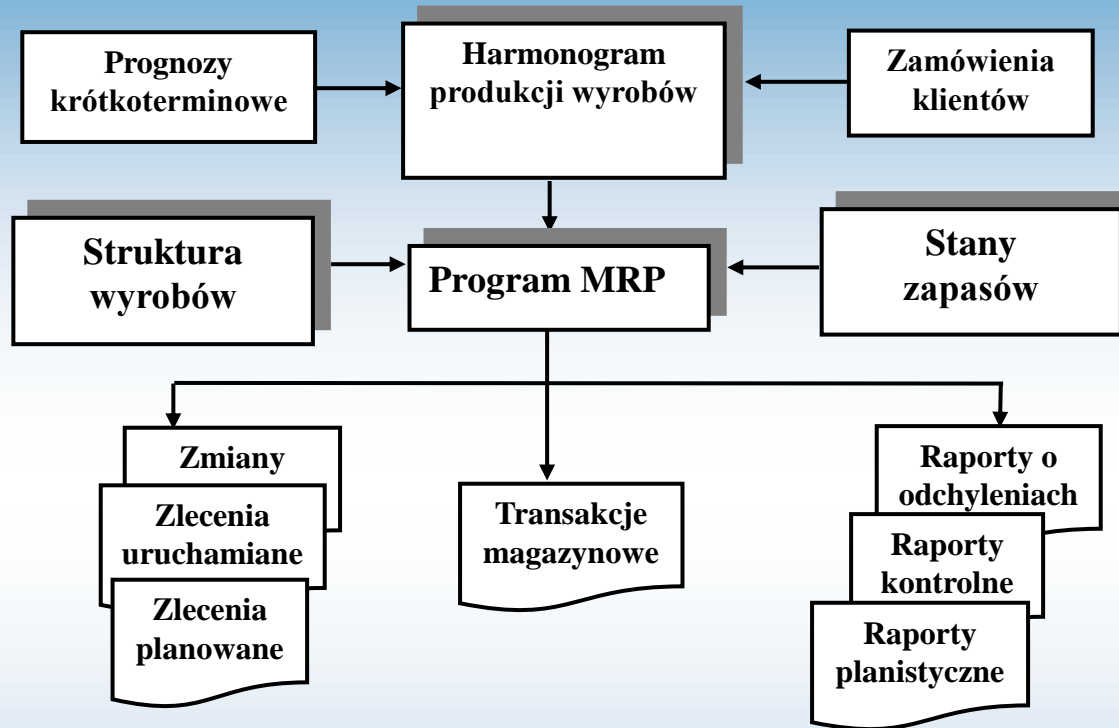 Prognozy
krótkoterminowe
Harmonogram
produkcji wyrobów
Zamówienia
klientów
Struktura
wyrobów
Program MRP
Stany
zapasów
Zmiany
Zlecenia
uruchamiane
Zlecenia
planowane
Transakcje
magazynowe
Raporty o
odchyleniach
Raporty
kontrolne
Raporty
planistyczne